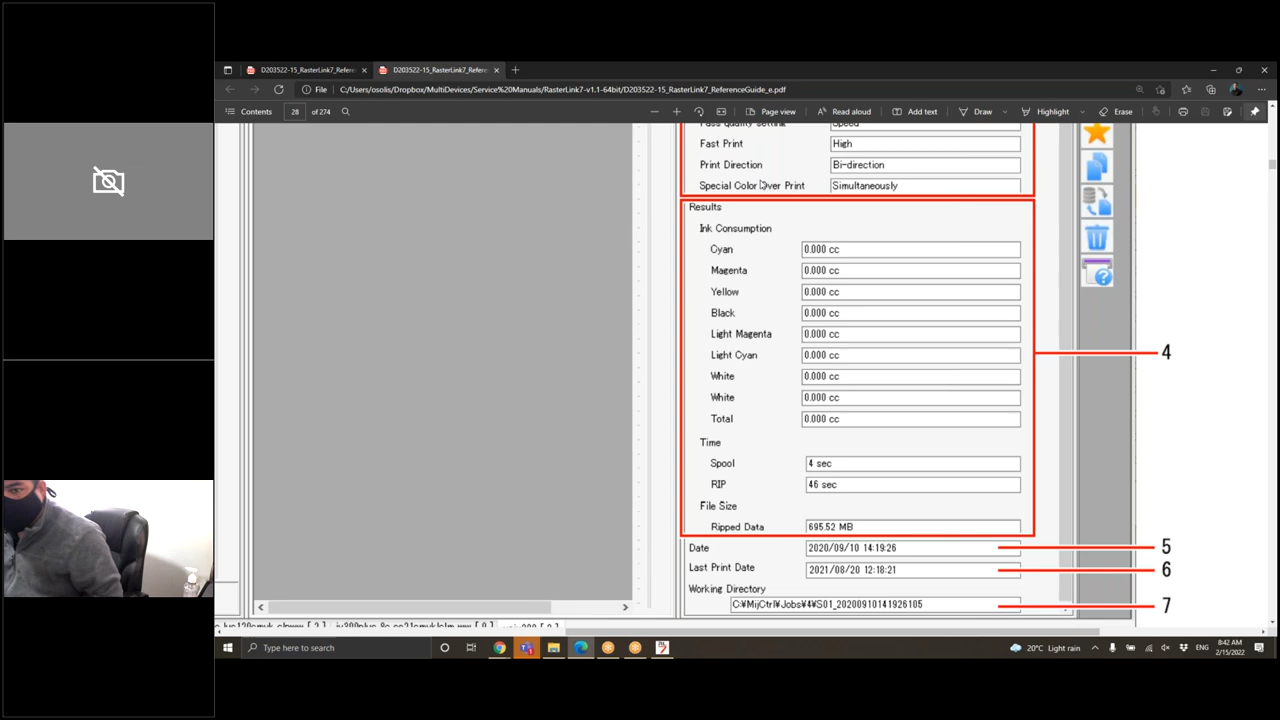 D203522-15_RasterLink7_Refere
D203522-15_RasterLink7_Refere
File
C:/Users/osolis/Dropbox/MultiDevices/Service%20Manuals/RasterLink7-v1.1-64bit/D203522-15_RasterLink7_ReferenceGuide_e.pdf
Contents 28 of 274
Page view
Read aloud
Add text
Draw
Highlight
Erase
Pass quality setting Speed
Fast Print High
Print Direction Bi-direction
Special Color Over Print Simultaneously
Results
Ink Consumption
Cyan 0.000 cc
Magenta 0.000 cc
Yellow 0.000 cc
Black 0.000 cc
Light Magenta 0.000 cc
4
Light Cyan 0.000 cc
White 0.000 cc
White 0.000 cc
Total 0.000 cc
Time
Spool 4 sec
RIP 46 sec
File Size
Ripped Data 695.52 MB
Date 2020/09/10 14:19:26 5
Last Print Date 2021/08/20 12:18:21 6
Working Directory
C:¥MijCtrl¥Jobs¥4¥S01_20200910141926105 7
Type here to search
20°C Light rain
ENG
8:42 AM
2/15/2022